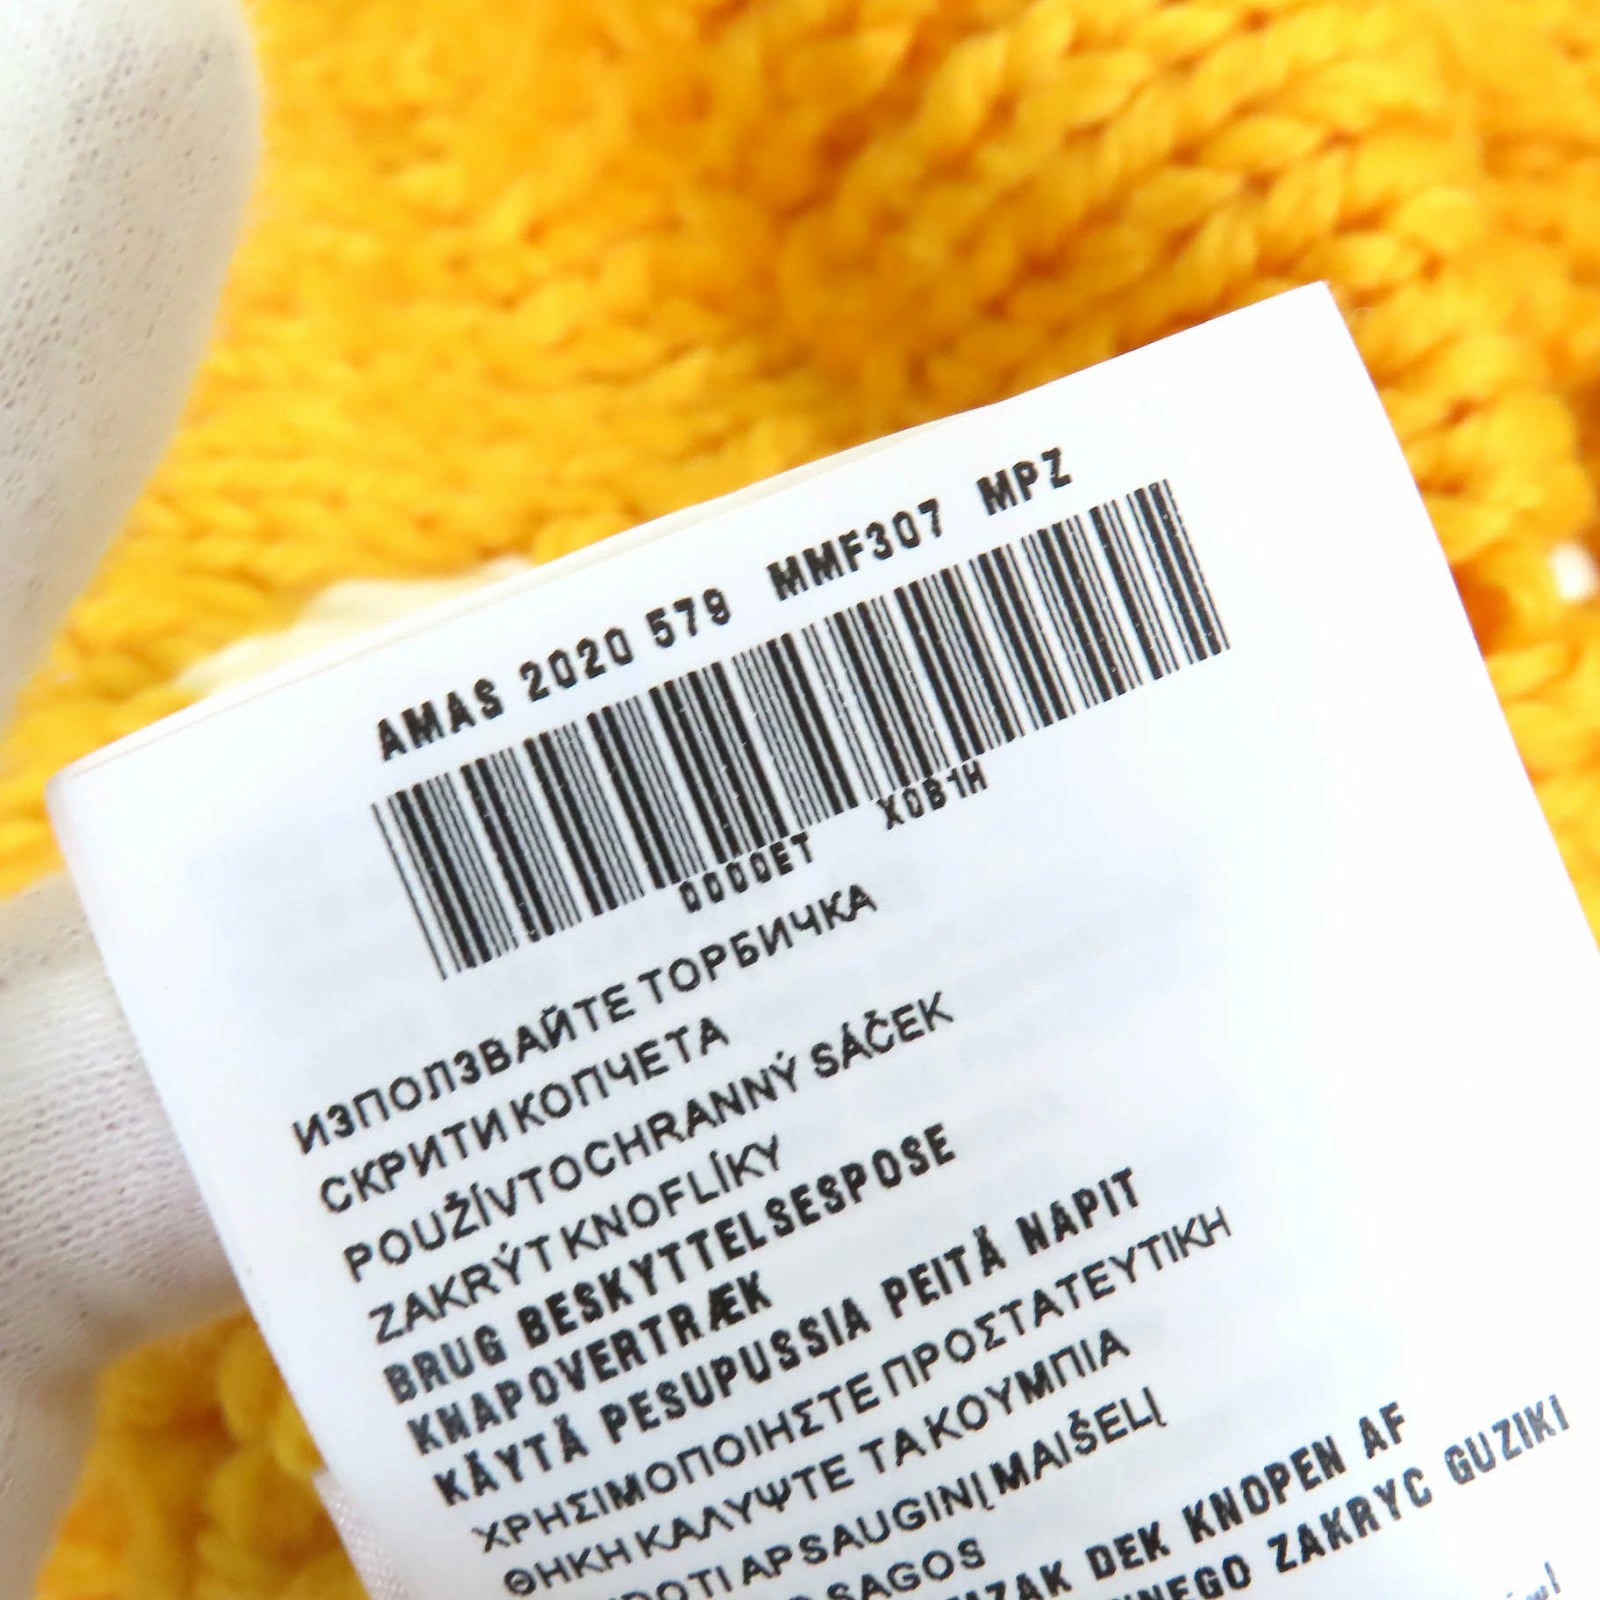 AMAS 2020 579 MMF307 MPZ
0000ET X0B1H
ИЗПОЛЗВАЙТЕ ТОРБИЧКА
СКРИТИ КОПЧЕТА
POUŽÍVTOCHRANNÝ SÁČEK
ZAKRÝT KNOFLÍKY
BRUG BESKYTTELSESPOSE
KNAPOVERTRÆK
KÄYTÄ PESUPUSSIA PEITÄ NAPIT
ΧΡΗΣΙΜΟΠΟΙΗΣΤΕ ΠΡΟΣΤΑΤΕΥΤΙΚΗ
ΘΗΚΗ ΚΑΛΥΨΤΕ ΤΑ ΚΟΥΜΠΙΑ
APSAUGINĮ MAIŠELĮ
SAGOS
DEK KNOPEN AF
ZAKRYC GUZIKI